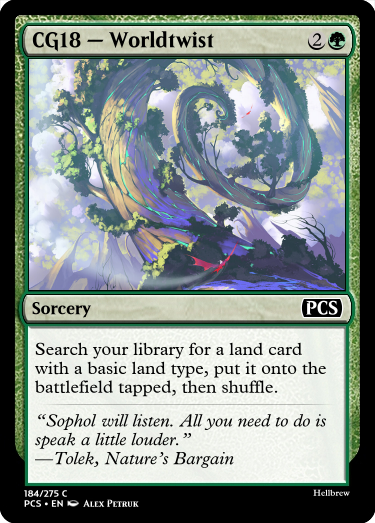 CG18 — Worldtwist 2
Sorcery PCS
Search your library for a land card
with a basic land type, put it onto the
battlefield tapped, then shuffle.
“Sophol will listen. All you need to do is
speak a little louder.”
—Tolek, Nature’s Bargain
184/275 C Hellbrew
PCS • EN Alex Petruk